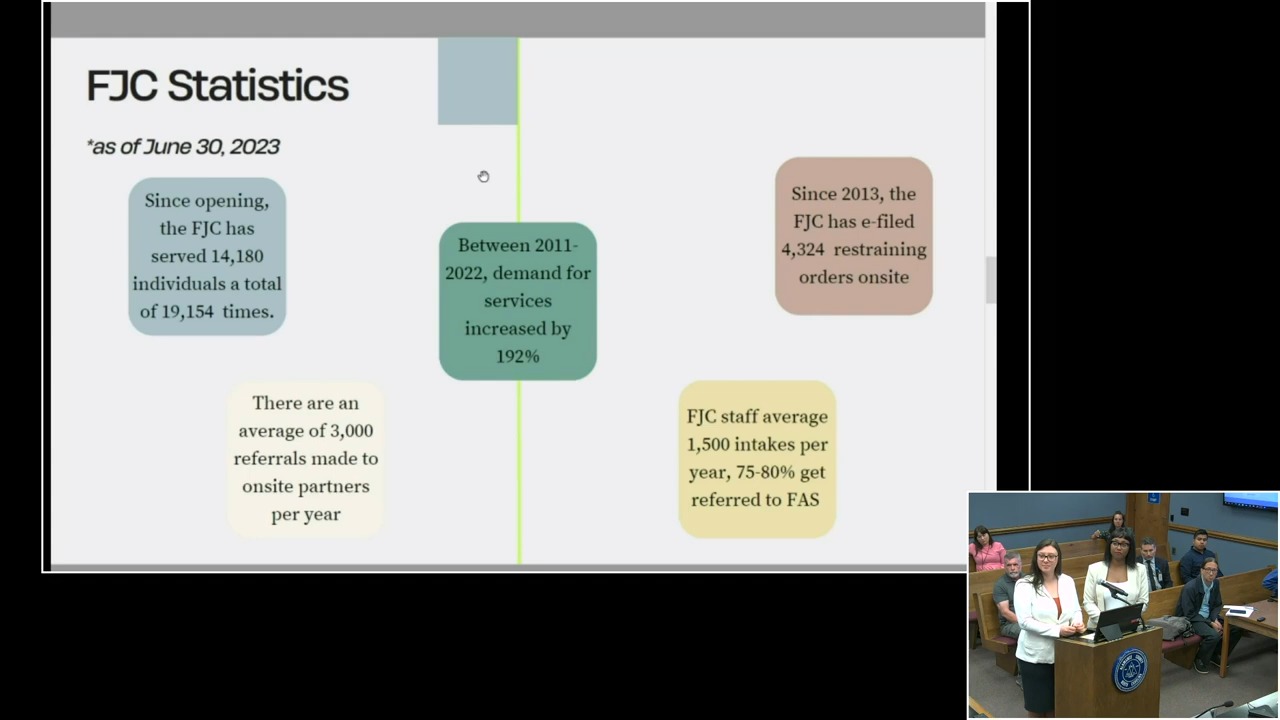 FJC Statistics
*as of June 30, 2023
Since opening,
the FJC has
served 14,180
individuals a total
of 19,154 times.
Between 2011-
2022, demand for
services
increased by
192%
Since 2013, the
FJC has e-filed
4,324 restraining
orders onsite
There are an
average of 3,000
referrals made to
onsite partners
per year
FJC staff average
1,500 intakes per
year, 75-80% get
referred to FAS